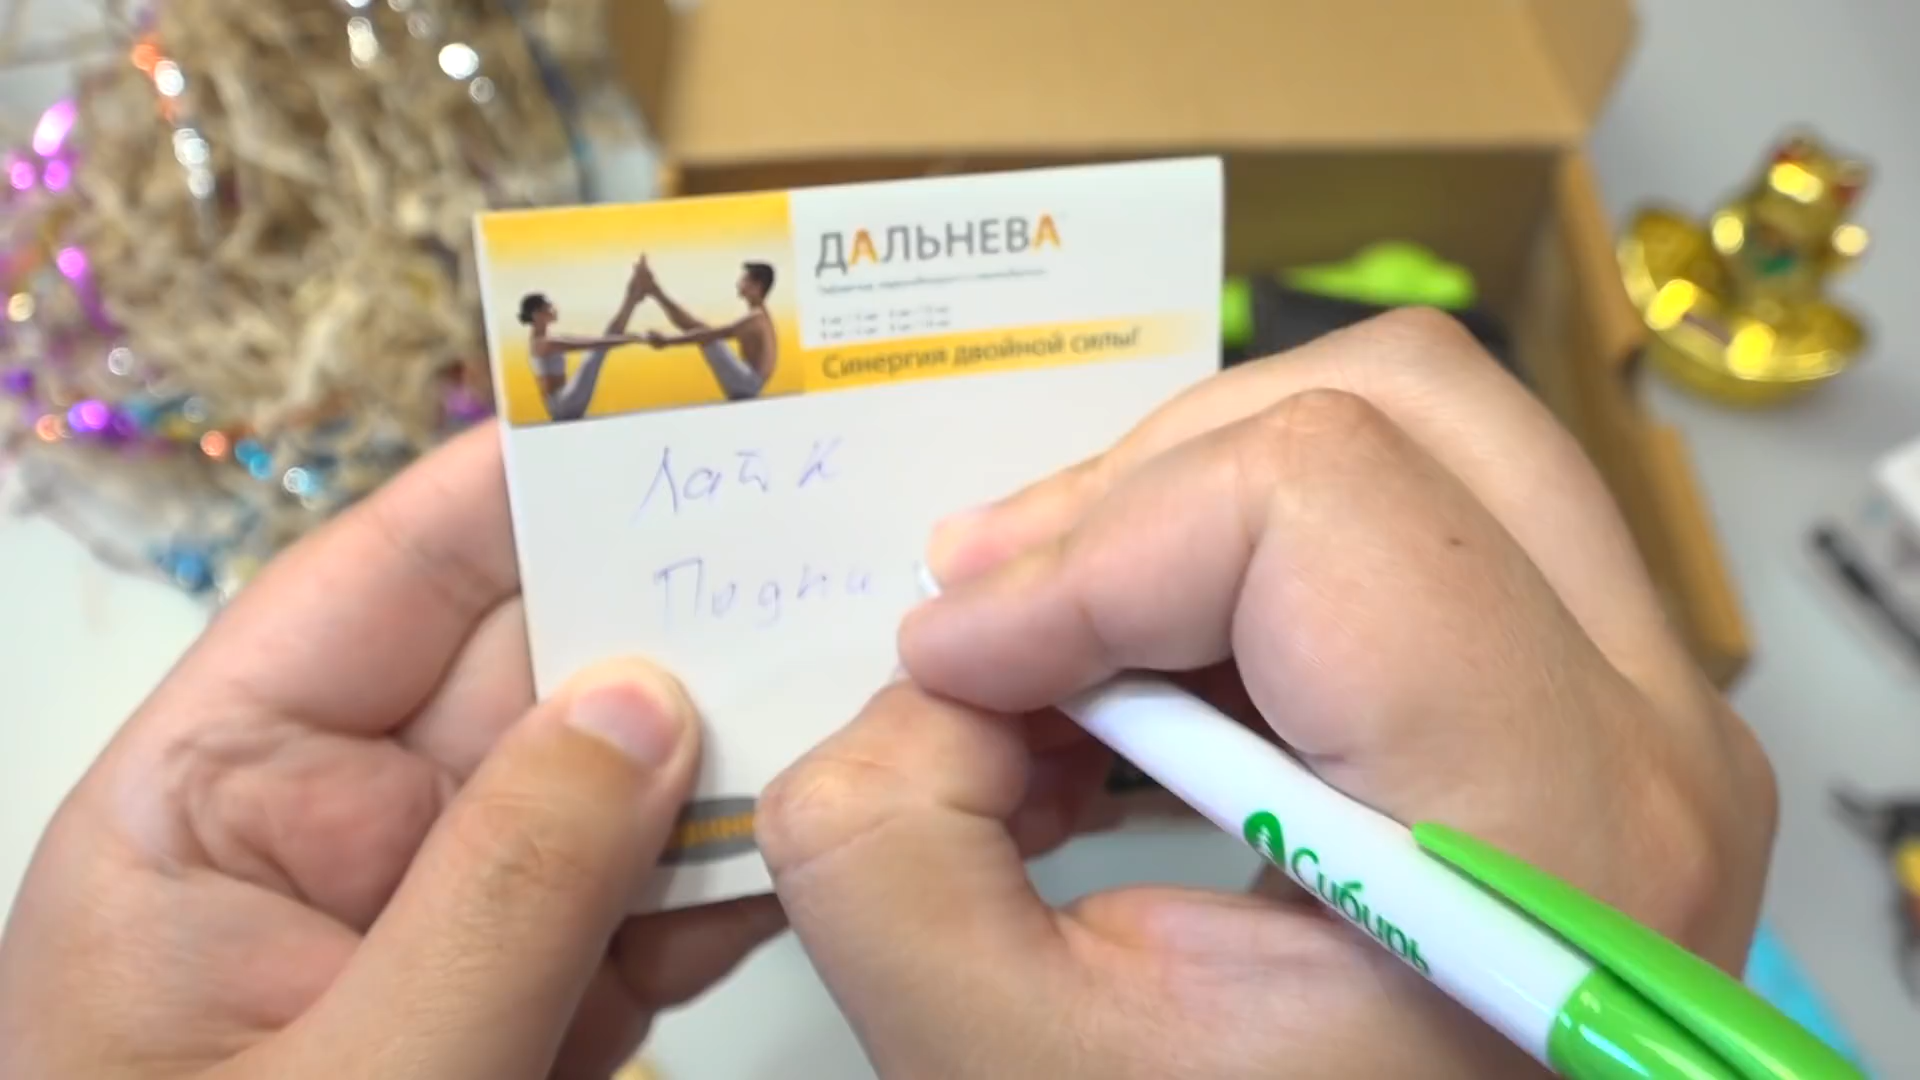 ДАЛЬНЕВА
Синергия двойной силы!
Лайк
Подпи
Сибирь